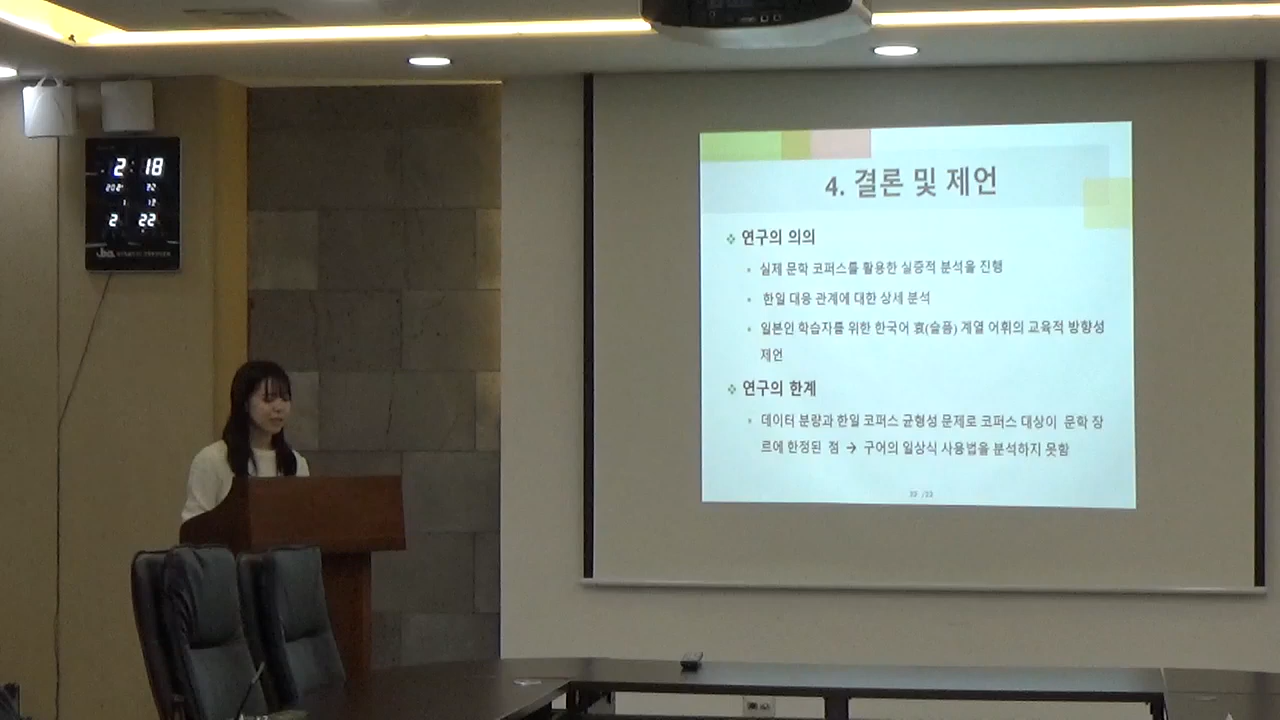 2 18
4. 결론 및 제언
연구의 의의
실제 문학 코퍼스를 활용한 실증적 분석을 진행
한일 대응 관계에 대한 상세 분석
일본인 학습자를 위한 한국어 哀(슬픔) 계열 어휘의 교육적 방향성
제언
연구의 한계
데이터 분량과 한일 코퍼스 균형성 문제로 코퍼스 대상이 문학 장
르에 한정된 점 → 구어의 일상식 사용법을 분석하지 못함
2 22